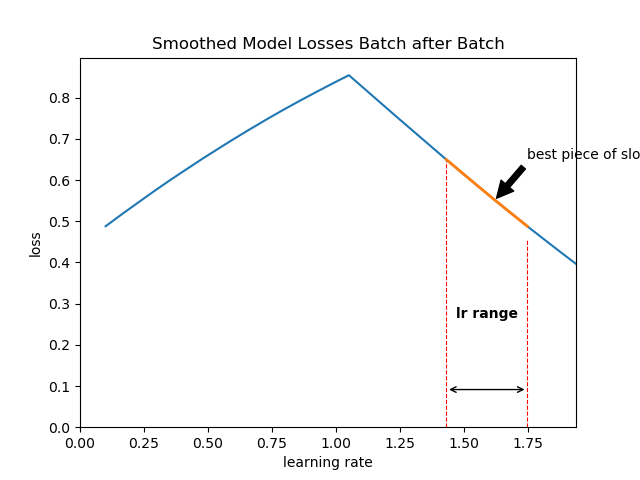 Smoothed Model Losses Batch after Batch
0.8
0.7
best piece of slo
0.6
0.5
0.4
0.3
lr range
0.2
0.1
0.0
0.00 0.25 0.50 0.75 1.00 1.25 1.50 1.75
loss
learning rate